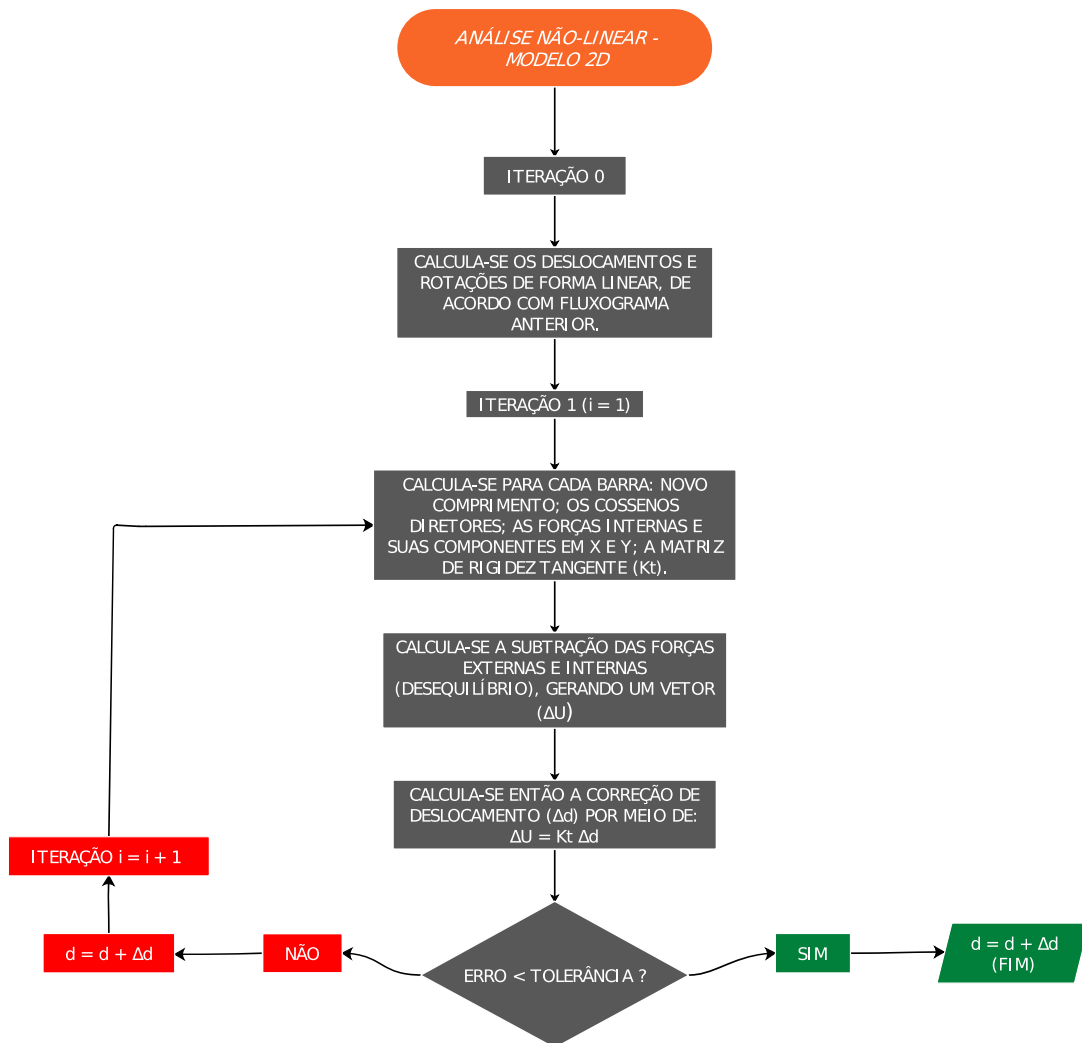 ANÁLISE NÃO-LINEAR -
MODELO 2D
ITERAÇÃO 0
CALCULA-SE OS DESLOCAMENTOS E
ROTAÇÕES DE FORMA LINEAR, DE
ACORDO COM FLUXOGRAMA
ANTERIOR.
ITERAÇÃO 1 (i = 1)
CALCULA-SE PARA CADA BARRA: NOVO
COMPRIMENTO; OS COSSENOS
DIRETORES; AS FORÇAS INTERNAS E
SUAS COMPONENTES EM X E Y; A MATRIZ
DE RIGIDEZ TANGENTE (Kt).
CALCULA-SE A SUBTRAÇÃO DAS FORÇAS
EXTERNAS E INTERNAS
(DESEQUILÍBRIO), GERANDO UM VETOR
(ΔU)
CALCULA-SE ENTÃO A CORREÇÃO DE
DESLOCAMENTO (Δd) POR MEIO DE:
ΔU = Kt Δd
ERRO < TOLERÂNCIA ?
NÃO
d = d + Δd
ITERAÇÃO i = i + 1
SIM
d = d + Δd
(FIM)